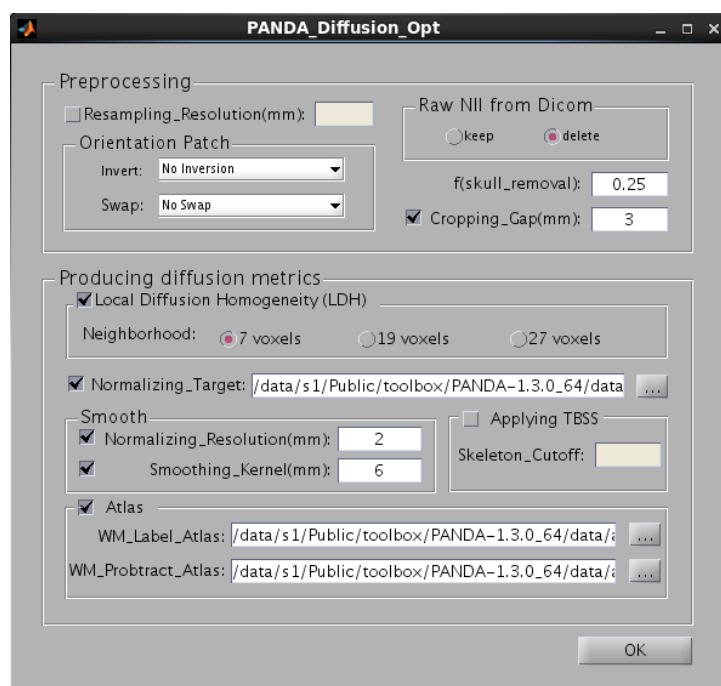 PANDA_Diffusion_Opt
Preprocessing
Resampling_Resolution(mm):
Orientation Patch
Invert: No Inversion
Swap: No Swap
Raw NII from Dicom
keep delete
f(skull_removal): 0.25
Cropping_Gap(mm): 3
Producing diffusion metrics
Local Diffusion Homogeneity (LDH)
Neighborhood: 7 voxels 19 voxels 27 voxels
Normalizing_Target: /data/s1/Public/toolbox/PANDA-1.3.0_64/data ...
Smooth
Normalizing_Resolution(mm): 2
Smoothing_Kernel(mm): 6
Applying TBSS
Skeleton_Cutoff:
Atlas
WM_Label_Atlas: /data/s1/Public/toolbox/PANDA-1.3.0_64/data/a ...
WM_Probtract_Atlas: /data/s1/Public/toolbox/PANDA-1.3.0_64/data/a ...
OK